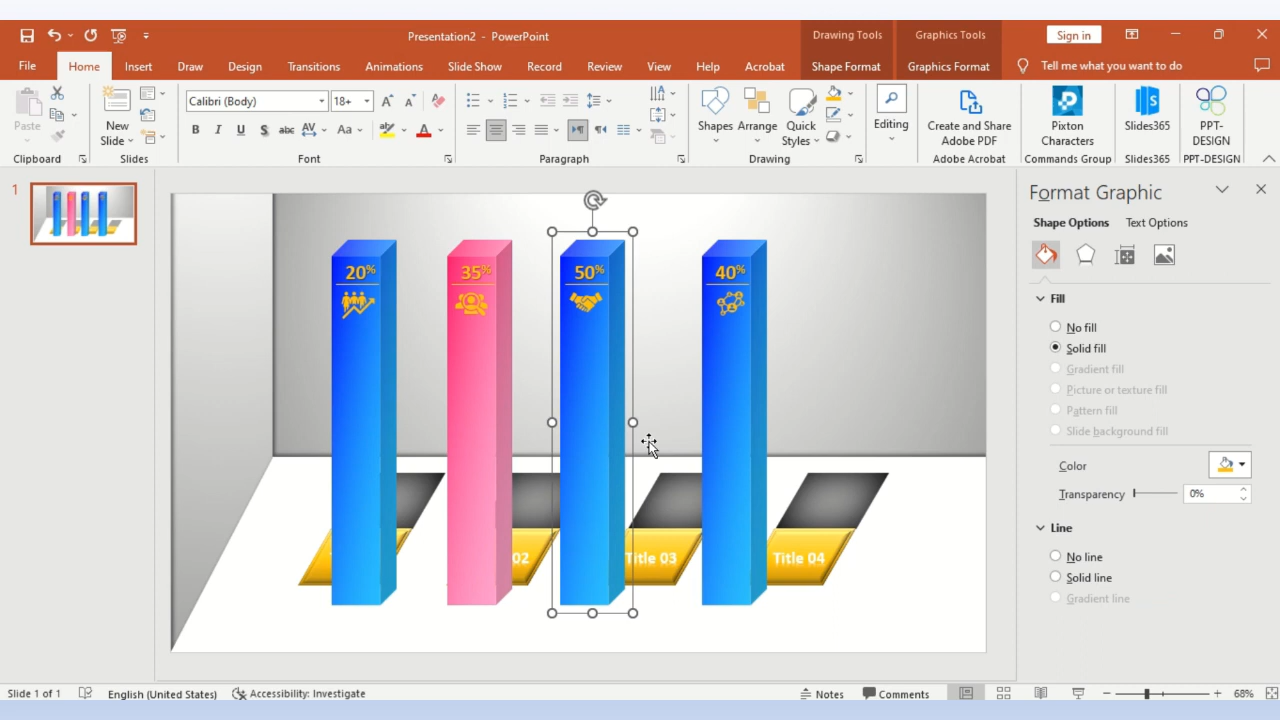 Presentation2 - PowerPoint
Drawing Tools
Graphics Tools
Sign in
File
Home
Insert
Draw
Design
Transitions
Animations
Slide Show
Record
Review
View
Help
Acrobat
Shape Format
Graphics Format
Tell me what you want to do
Paste
New
Slide
Calibri (Body)
18+
B
I
U
S
abc
AV
Aa
A
Shapes
Arrange
Quick
Styles
Editing
Create and Share
Adobe PDF
Pixton
Characters
Slides365
PPT-
DESIGN
Clipboard
Slides
Font
Paragraph
Drawing
Adobe Acrobat
Commands Group
Slides365
PPT-DESIGN
1
20%
35%
50%
40%
02
Title 03
Title 04
Format Graphic
Shape Options
Text Options
Fill
No fill
Solid fill
Gradient fill
Picture or texture fill
Pattern fill
Slide background fill
Color
Transparency
0%
Line
No line
Solid line
Gradient line
Slide 1 of 1
English (United States)
Accessibility: Investigate
Notes
Comments
68%